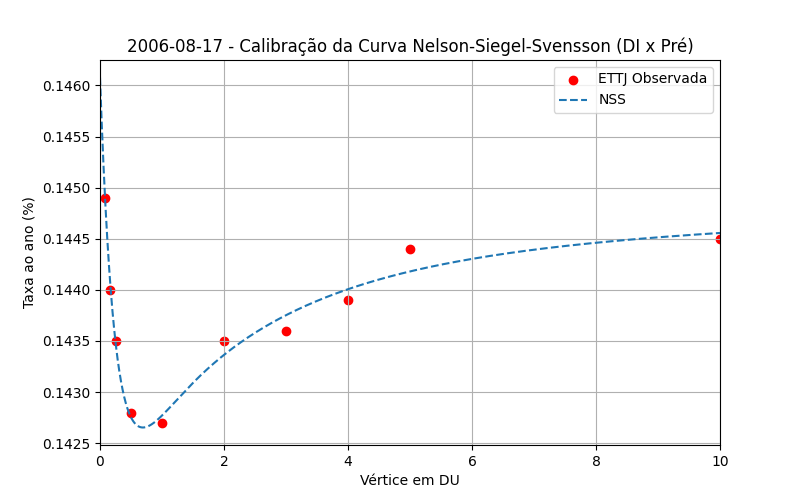 2006-08-17 - Calibração da Curva Nelson-Siegel-Svensson (DI x Pré)
ETTJ Observada
NSS
Taxa ao ano (%)
0.1460
0.1455
0.1450
0.1445
0.1440
0.1435
0.1430
0.1425
0 2 4 6 8 10
Vértice em DU